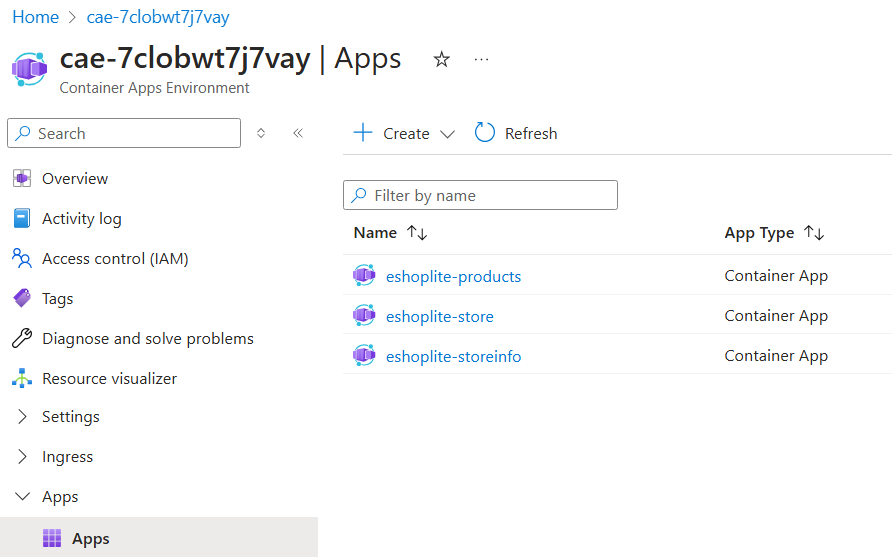 Home > cae-7clobwt7j7vay
cae-7clobwt7j7vay | Apps
Container Apps Environment
Search
Create
Refresh
Overview
Activity log
Access control (IAM)
Tags
Diagnose and solve problems
Resource visualizer
Settings
Ingress
Apps
Apps
Filter by name
Name App Type
eshoplite-products Container App
eshoplite-store Container App
eshoplite-storeinfo Container App